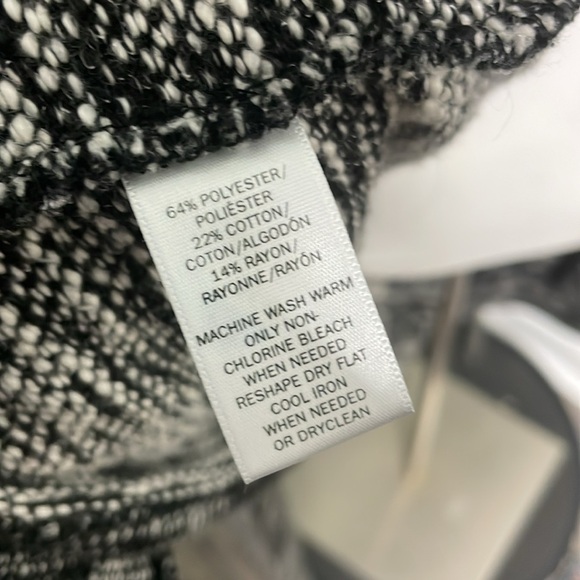 64% POLYESTER/
POLIÉSTER
22% COTTON/
COTON/ALGODÓN
14% RAYON/
RAYONNE/RAYÓN
MACHINE WASH WARM
ONLY NON-
CHLORINE BLEACH
WHEN NEEDED
RESHAPE DRY FLAT
COOL IRON
WHEN NEEDED
OR DRYCLEAN